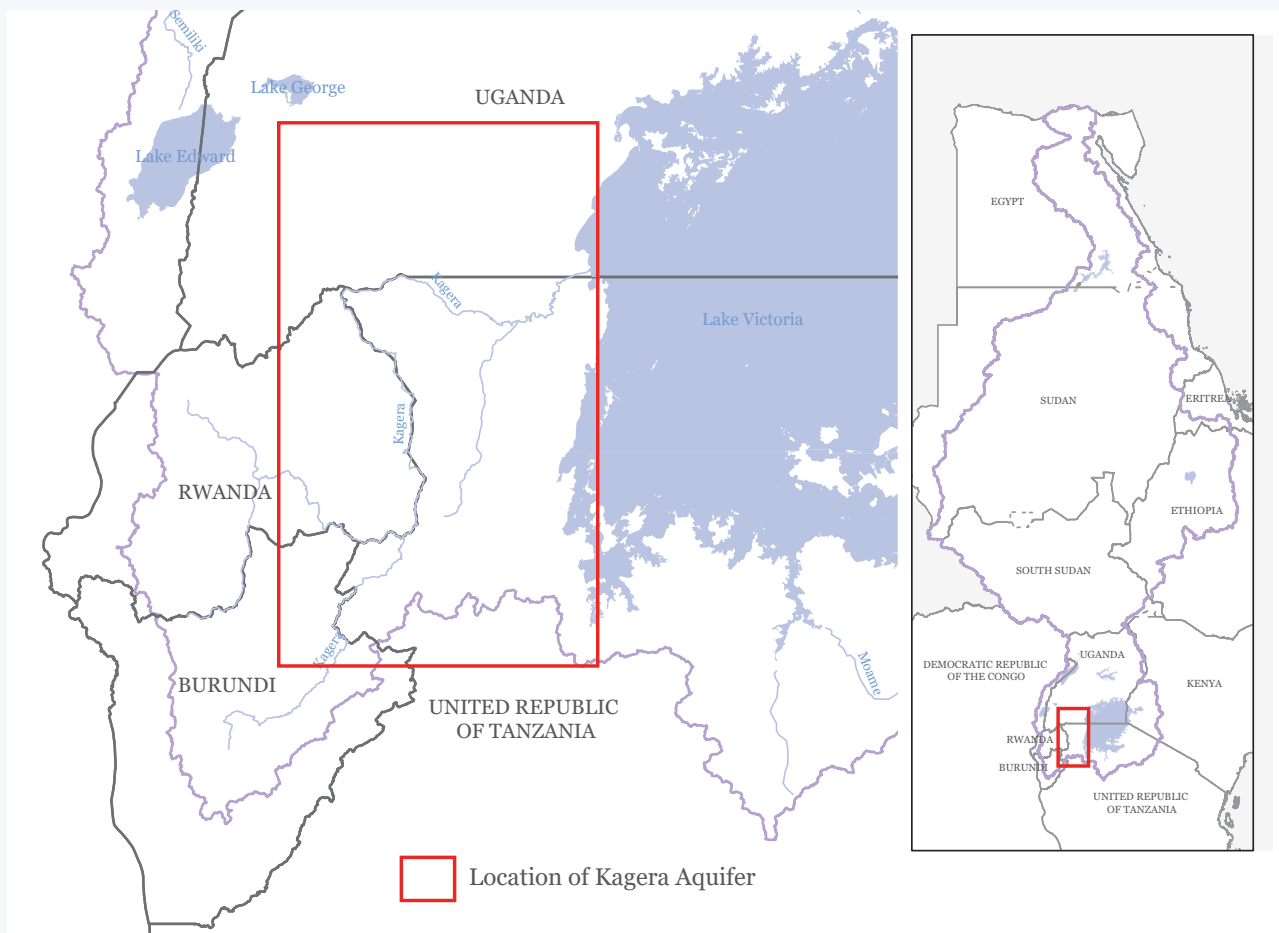 Semiliki
Lake George
UGANDA
Lake Edward
Kagera
Lake Victoria
Kagera
RWANDA
Kagera
BURUNDI
Moame
UNITED REPUBLIC
OF TANZANIA
Location of Kagera Aquifer
EGYPT
SUDAN
ERITREA
ETHIOPIA
SOUTH SUDAN
UGANDA
DEMOCRATIC REPUBLIC
OF THE CONGO
KENYA
RWANDA
BURUNDI
UNITED REPUBLIC
OF TANZANIA